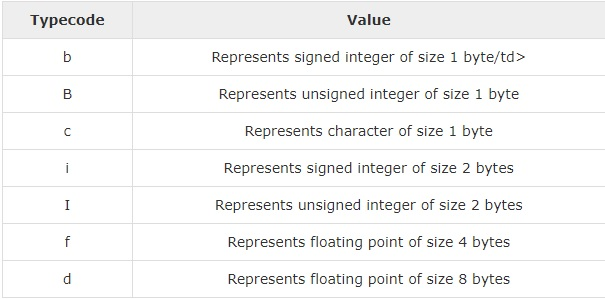 Typecode Value
b Represents signed integer of size 1 byte/td>
B Represents unsigned integer of size 1 byte
c Represents character of size 1 byte
i Represents signed integer of size 2 bytes
I Represents unsigned integer of size 2 bytes
f Represents floating point of size 4 bytes
d Represents floating point of size 8 bytes